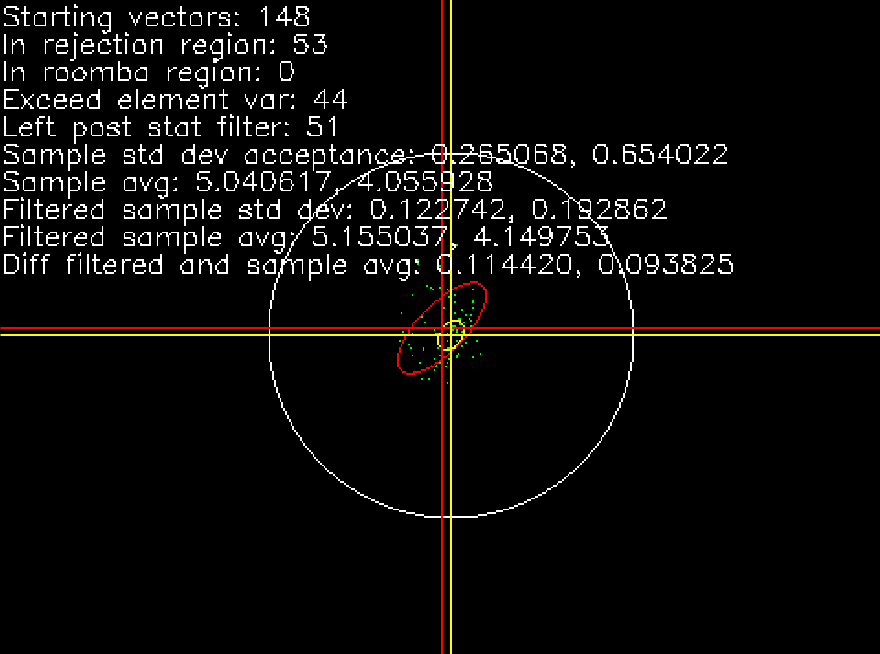 Starting vectors: 148
In rejection region: 53
In roomba region: 0
Exceed element var: 44
Left post stat filter: 51
Sample std dev acceptance: 0.265068, 0.654022
Sample avg: 5.040617, 4.055928
Filtered sample std dev: 0.122742, 0.192862
Filtered sample avg: 5.155037, 4.149753
Diff filtered and sample avg: 0.114420, 0.093825